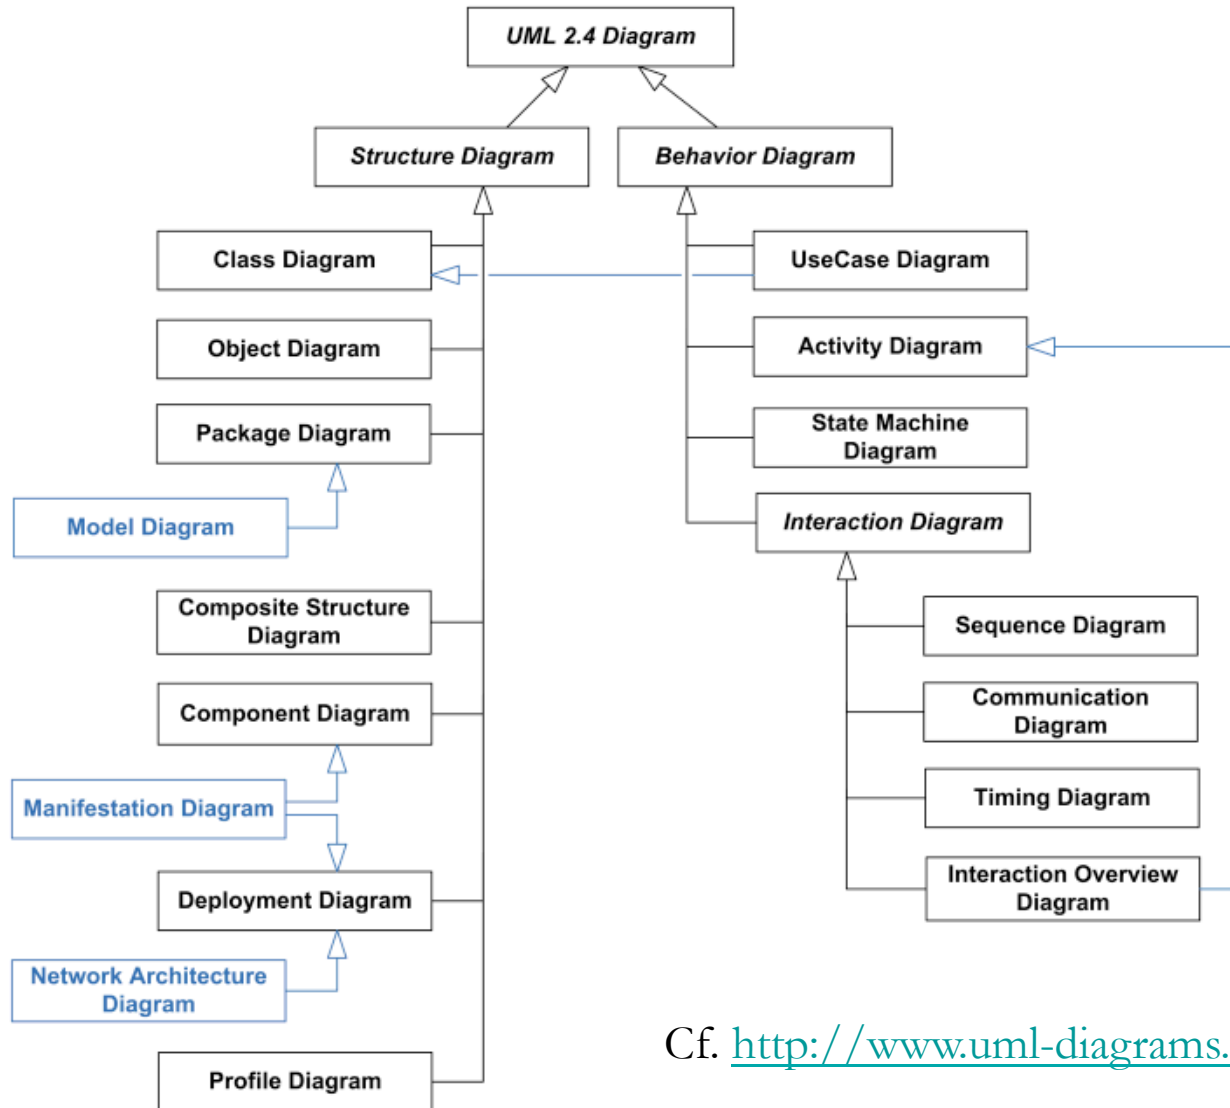 UML 2.4 Diagram
Structure Diagram
Behavior Diagram
Class Diagram
UseCase Diagram
Object Diagram
Activity Diagram
Package Diagram
State Machine
Diagram
Model Diagram
Interaction Diagram
Composite Structure
Diagram
Sequence Diagram
Component Diagram
Communication
Diagram
Manifestation Diagram
Timing Diagram
Deployment Diagram
Interaction Overview
Diagram
Network Architecture
Diagram
Cf. http://www.uml-diagrams.
Profile Diagram